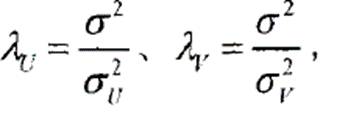 λ_U = σ²/σ_U²、λ_V = σ²/σ_V²,